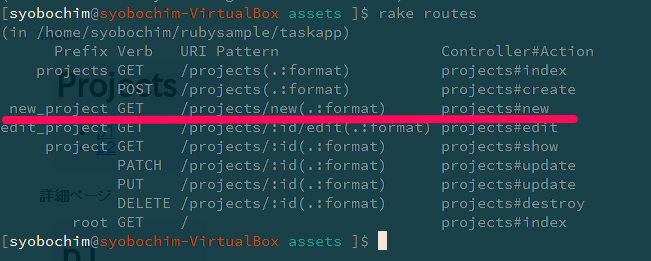 [syobochim@syobochim-VirtualBox assets ]$ rake routes
(in /home/syobochim/rubysample/taskapp)
Prefix Verb URI Pattern Controller#Action
projects GET /projects(.:format) projects#index
Projects
POST /projects(.:format) projects#create
new_project GET /projects/new(.:format) projects#new
edit_project GET /projects/:id/edit(.:format) projects#edit
project GET /projects/:id(.:format) projects#show
PATCH /projects/:id(.:format) projects#update
PUT /projects/:id(.:format) projects#update
詳細ページ
DELETE /projects/:id(.:format) projects#destroy
root GET / projects#index
[syobochim@syobochim-VirtualBox assets ]$